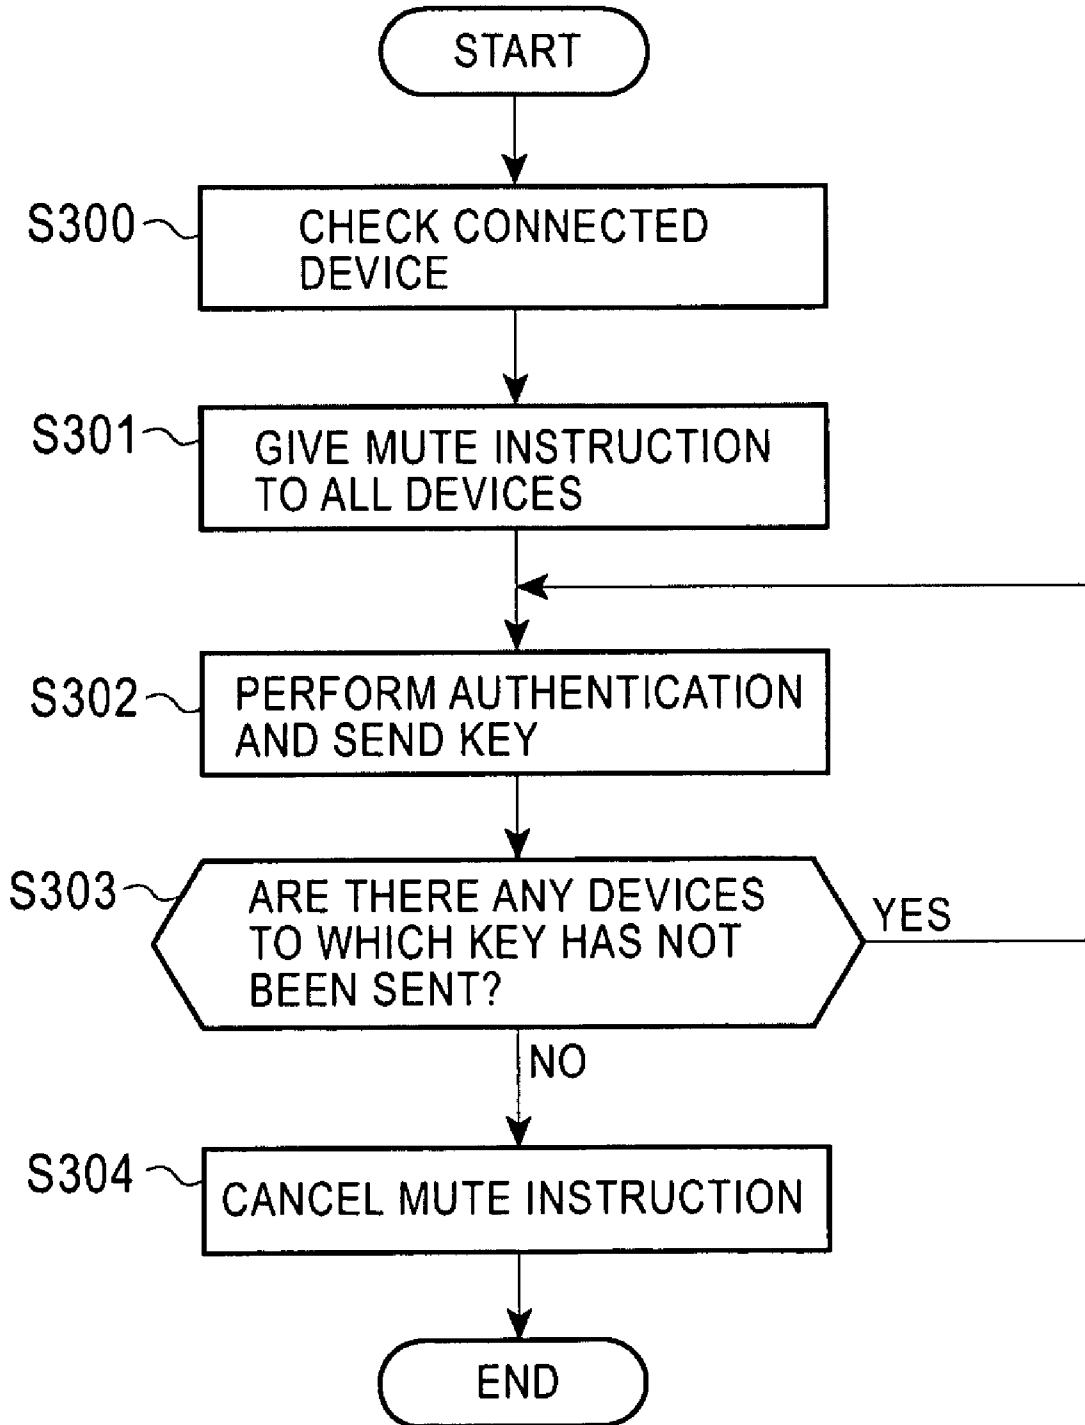 START
S300
CHECK CONNECTED
DEVICE
S301
GIVE MUTE INSTRUCTION
TO ALL DEVICES
S302
PERFORM AUTHENTICATION
AND SEND KEY
S303
ARE THERE ANY DEVICES
TO WHICH KEY HAS NOT
BEEN SENT?
YES
NO
S304
CANCEL MUTE INSTRUCTION
END